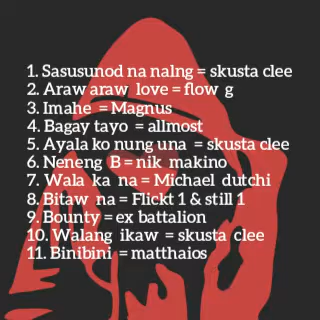 1. Sasusunod na nalng = skusta clee
2. Araw araw love = flow g
3. Imahe = Magnus
4. Bagay tayo = allmost
5. Ayala ko nung una = skusta clee
6. Neneng B = nik makino
7. Wala ka na = Michael dutchi
8. Bitaw na = Flickt 1 & still 1
9. Bounty = ex battalion
10. Walang ikaw = skusta clee
11. Binibini = matthaios